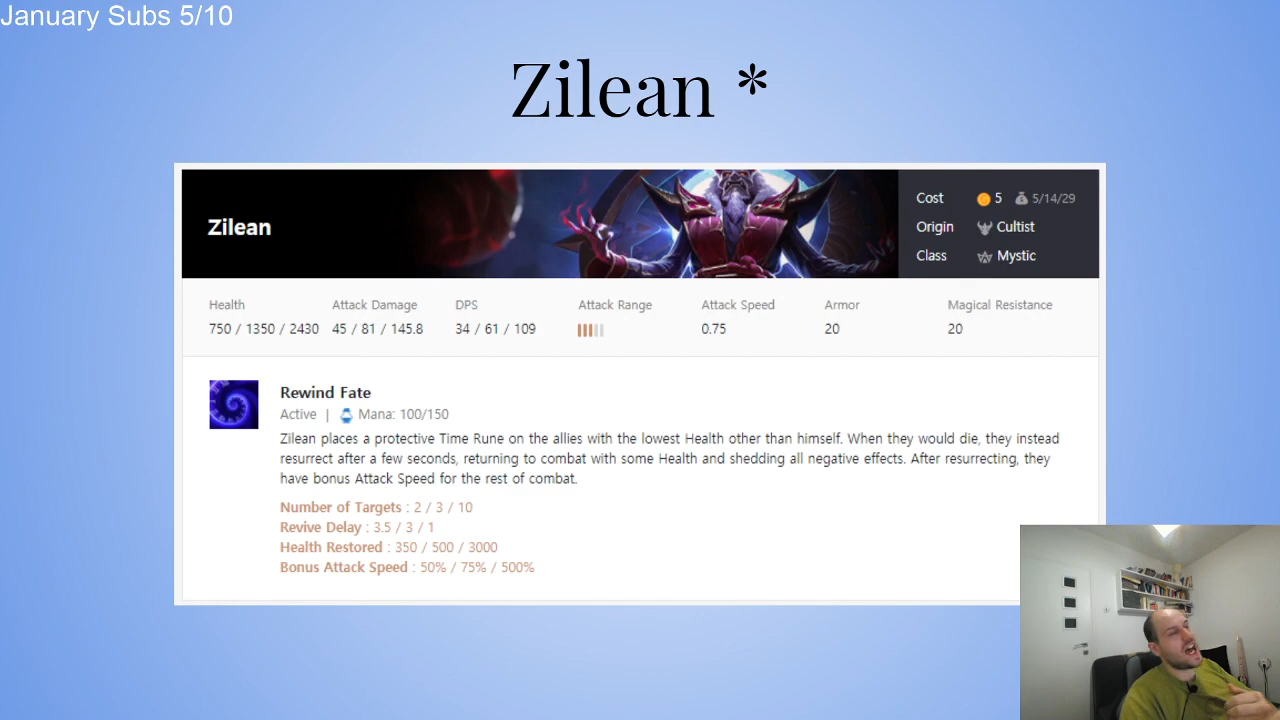 January Subs 5/10
Zilean *
Zilean
Cost 5 5/14/29
Origin Cultist
Class Mystic
Health Attack Damage DPS Attack Range Attack Speed Armor Magical Resistance
750 / 1350 / 2430 45 / 81 / 145.8 34 / 61 / 109 0.75 20 20
Rewind Fate
Active | Mana: 100/150
Zilean places a protective Time Rune on the allies with the lowest Health other than himself. When they would die, they instead
resurrect after a few seconds, returning to combat with some Health and shedding all negative effects. After resurrecting, they
have bonus Attack Speed for the rest of combat.
Number of Targets : 2 / 3 / 10
Revive Delay : 3.5 / 3 / 1
Health Restored : 350 / 500 / 3000
Bonus Attack Speed : 50% / 75% / 500%